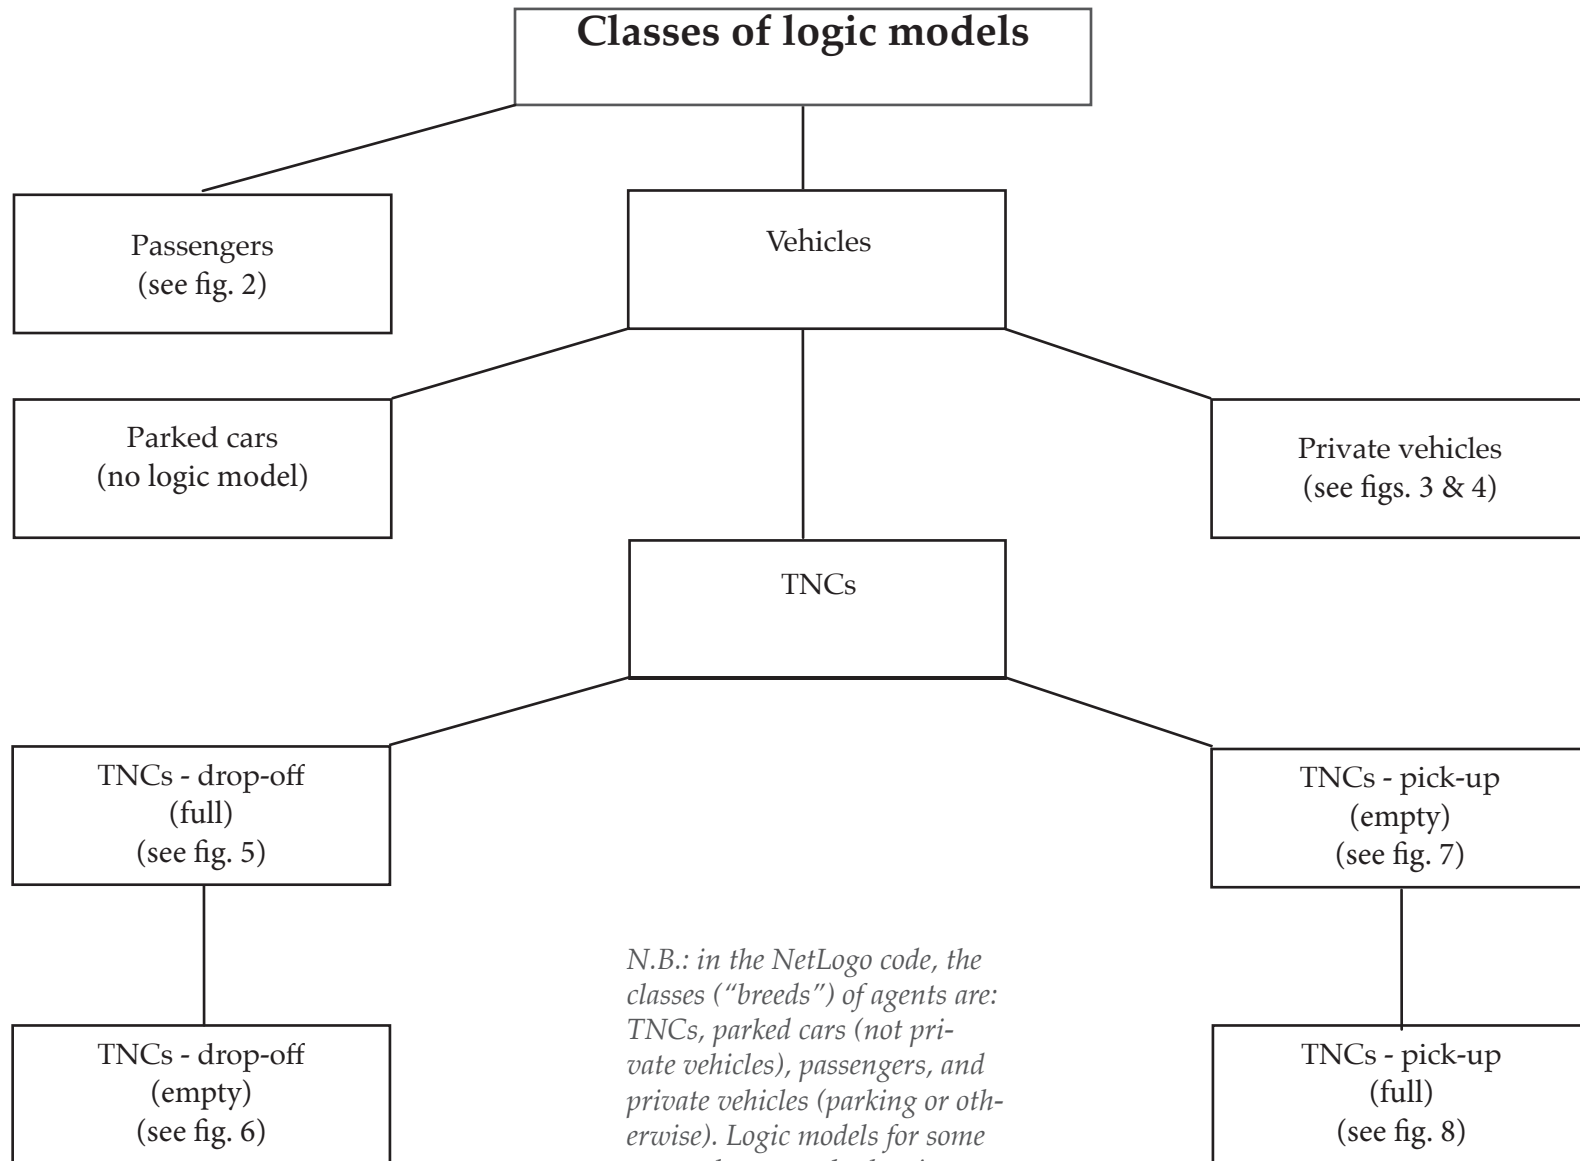 Classes of logic models
Passengers
(see fig. 2)
Vehicles
Parked cars
(no logic model)
Private vehicles
(see figs. 3 & 4)
TNCs
TNCs - drop-off
(full)
(see fig. 5)
TNCs - pick-up
(empty)
(see fig. 7)
TNCs - drop-off
(empty)
(see fig. 6)
N.B.: in the NetLogo code, the
classes (“breeds”) of agents are:
TNCs, parked cars (not pri-
vate vehicles), passengers, and
private vehicles (parking or oth-
erwise). Logic models for some
TNCs - pick-up
(full)
(see fig. 8)